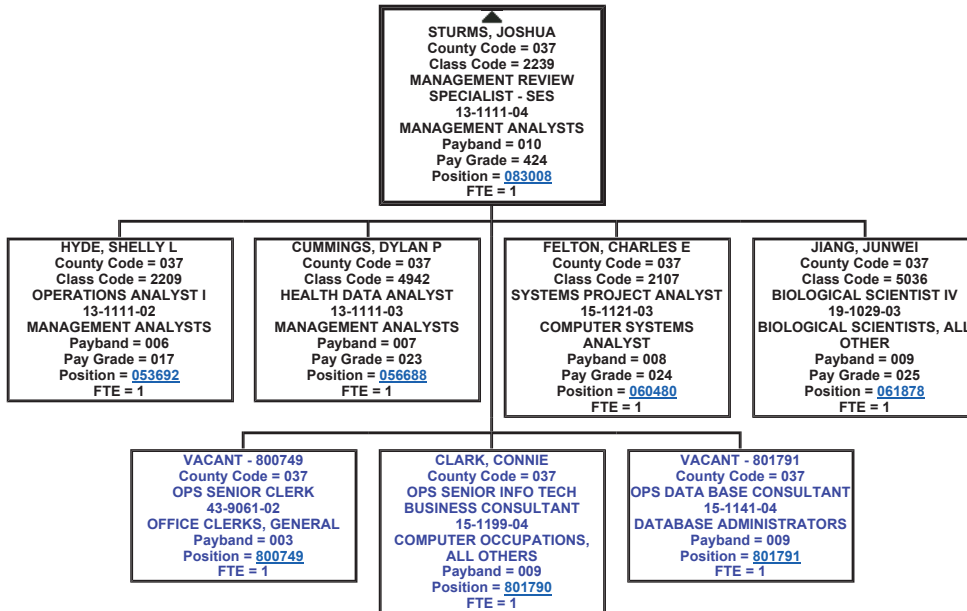 STURMS, JOSHUA
County Code = 037
Class Code = 2239
MANAGEMENT REVIEW
SPECIALIST - SES
13-1111-04
MANAGEMENT ANALYSTS
Payband = 010
Pay Grade = 424
Position = 083008
FTE = 1
HYDE, SHELLY L
County Code = 037
Class Code = 2209
OPERATIONS ANALYST I
13-1111-02
MANAGEMENT ANALYSTS
Payband = 006
Pay Grade = 017
Position = 053692
FTE = 1
CUMMINGS, DYLAN P
County Code = 037
Class Code = 4942
HEALTH DATA ANALYST
13-1111-03
MANAGEMENT ANALYSTS
Payband = 007
Pay Grade = 023
Position = 056688
FTE = 1
FELTON, CHARLES E
County Code = 037
Class Code = 2107
SYSTEMS PROJECT ANALYST
15-1121-03
COMPUTER SYSTEMS
ANALYST
Payband = 008
Pay Grade = 024
Position = 060480
FTE = 1
JIANG, JUNWEI
County Code = 037
Class Code = 5036
BIOLOGICAL SCIENTIST IV
19-1029-03
BIOLOGICAL SCIENTISTS, ALL
OTHER
Payband = 009
Pay Grade = 025
Position = 061878
FTE = 1
VACANT - 800749
County Code = 037
OPS SENIOR CLERK
43-9061-02
OFFICE CLERKS, GENERAL
Payband = 003
Position = 800749
FTE = 1
CLARK, CONNIE
County Code = 037
OPS SENIOR INFO TECH
BUSINESS CONSULTANT
15-1199-04
COMPUTER OCCUPATIONS,
ALL OTHERS
Payband = 009
Position = 801790
FTE = 1
VACANT - 801791
County Code = 037
OPS DATA BASE CONSULTANT
15-1141-04
DATABASE ADMINISTRATORS
Payband = 009
Position = 801791
FTE = 1